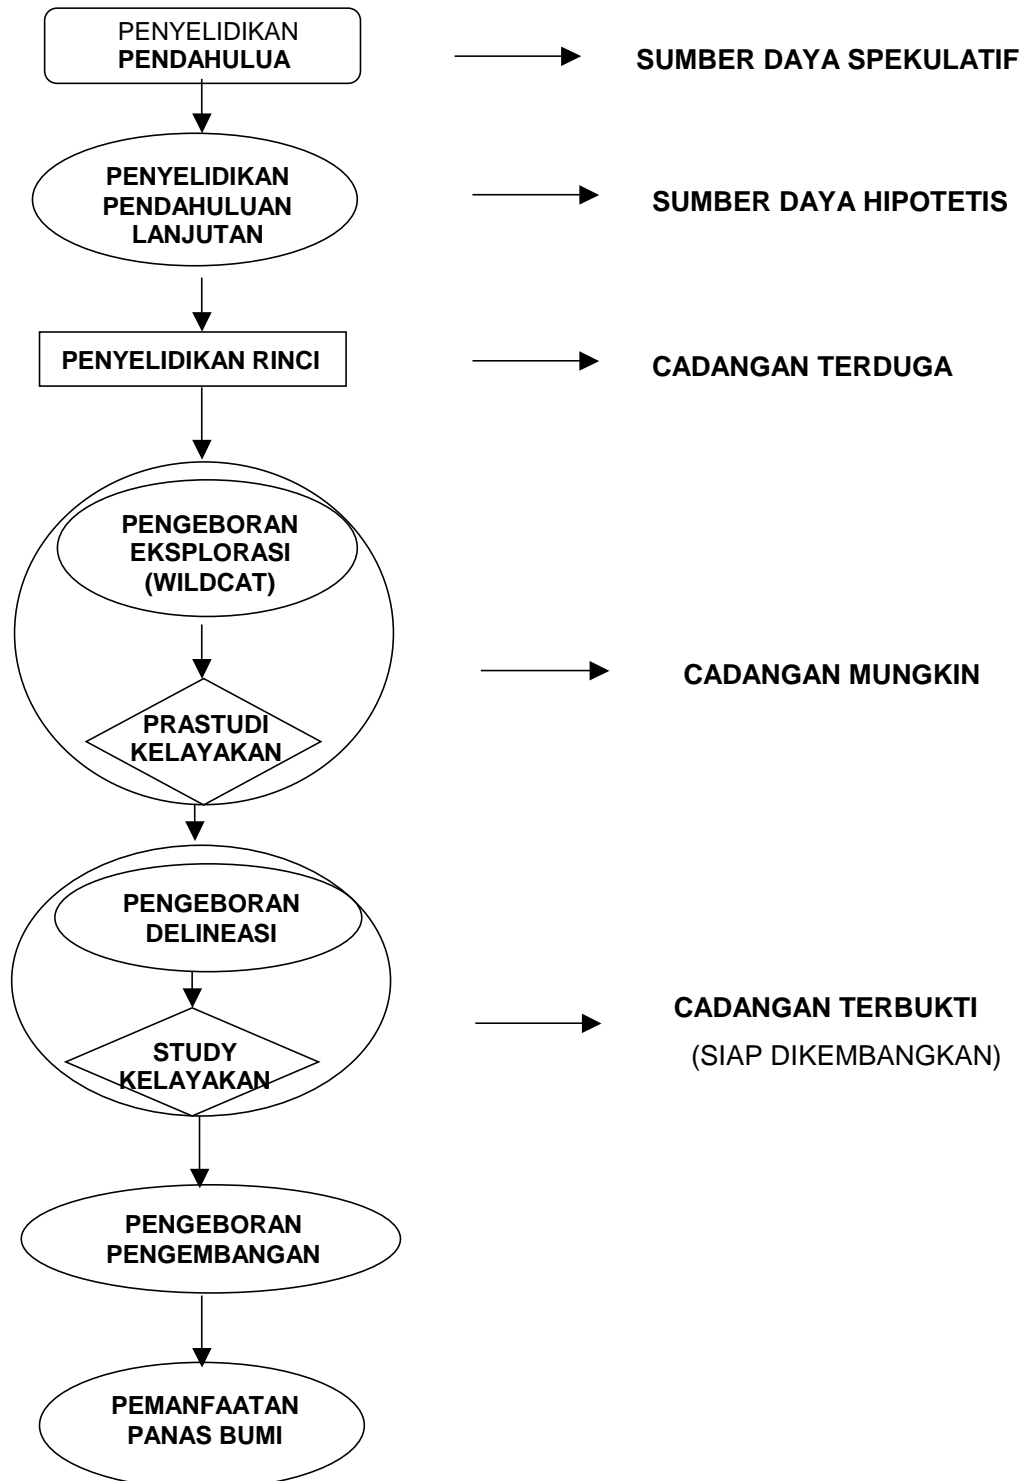 PENYELIDIKAN
PENDAHULUA
SUMBER DAYA SPEKULATIF
PENYELIDIKAN
PENDAHULUAN
LANJUTAN
SUMBER DAYA HIPOTETIS
PENYELIDIKAN RINCI
CADANGAN TERDUGA
PENGEBORAN
EKSPLORASI
(WILDCAT)
PRASTUDI
KELAYAKAN
CADANGAN MUNGKIN
PENGEBORAN
DELINEASI
STUDY
KELAYAKAN
CADANGAN TERBUKTI
(SIAP DIKEMBANGKAN)
PENGEBORAN
PENGEMBANGAN
PEMANFAATAN
PANAS BUMI